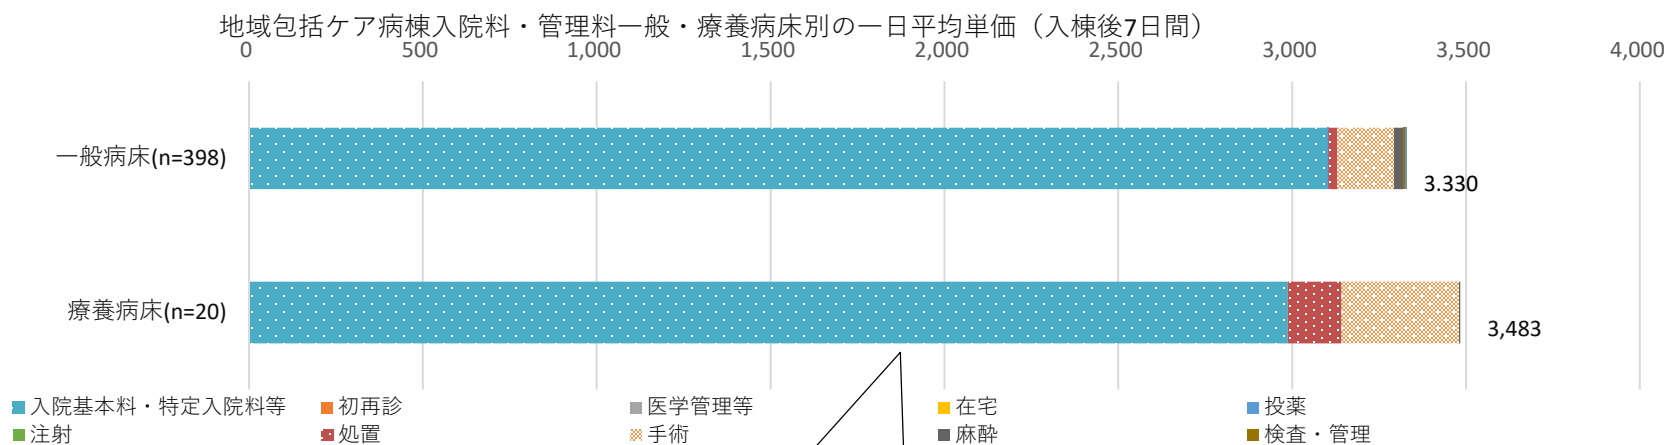 地域包括ケア病棟入院料・管理料一般・療養病床別の一日平均単価（入棟後7日間）
0 500 1,000 1,500 2,000 2,500 3,000 3,500 4,000
一般病床(n=398)
3.330
療養病床(n=20)
3,483
入院基本料・特定入院料等 初再診 医学管理等 在宅 投薬
注射 処置 手術 麻酔 検査・管理